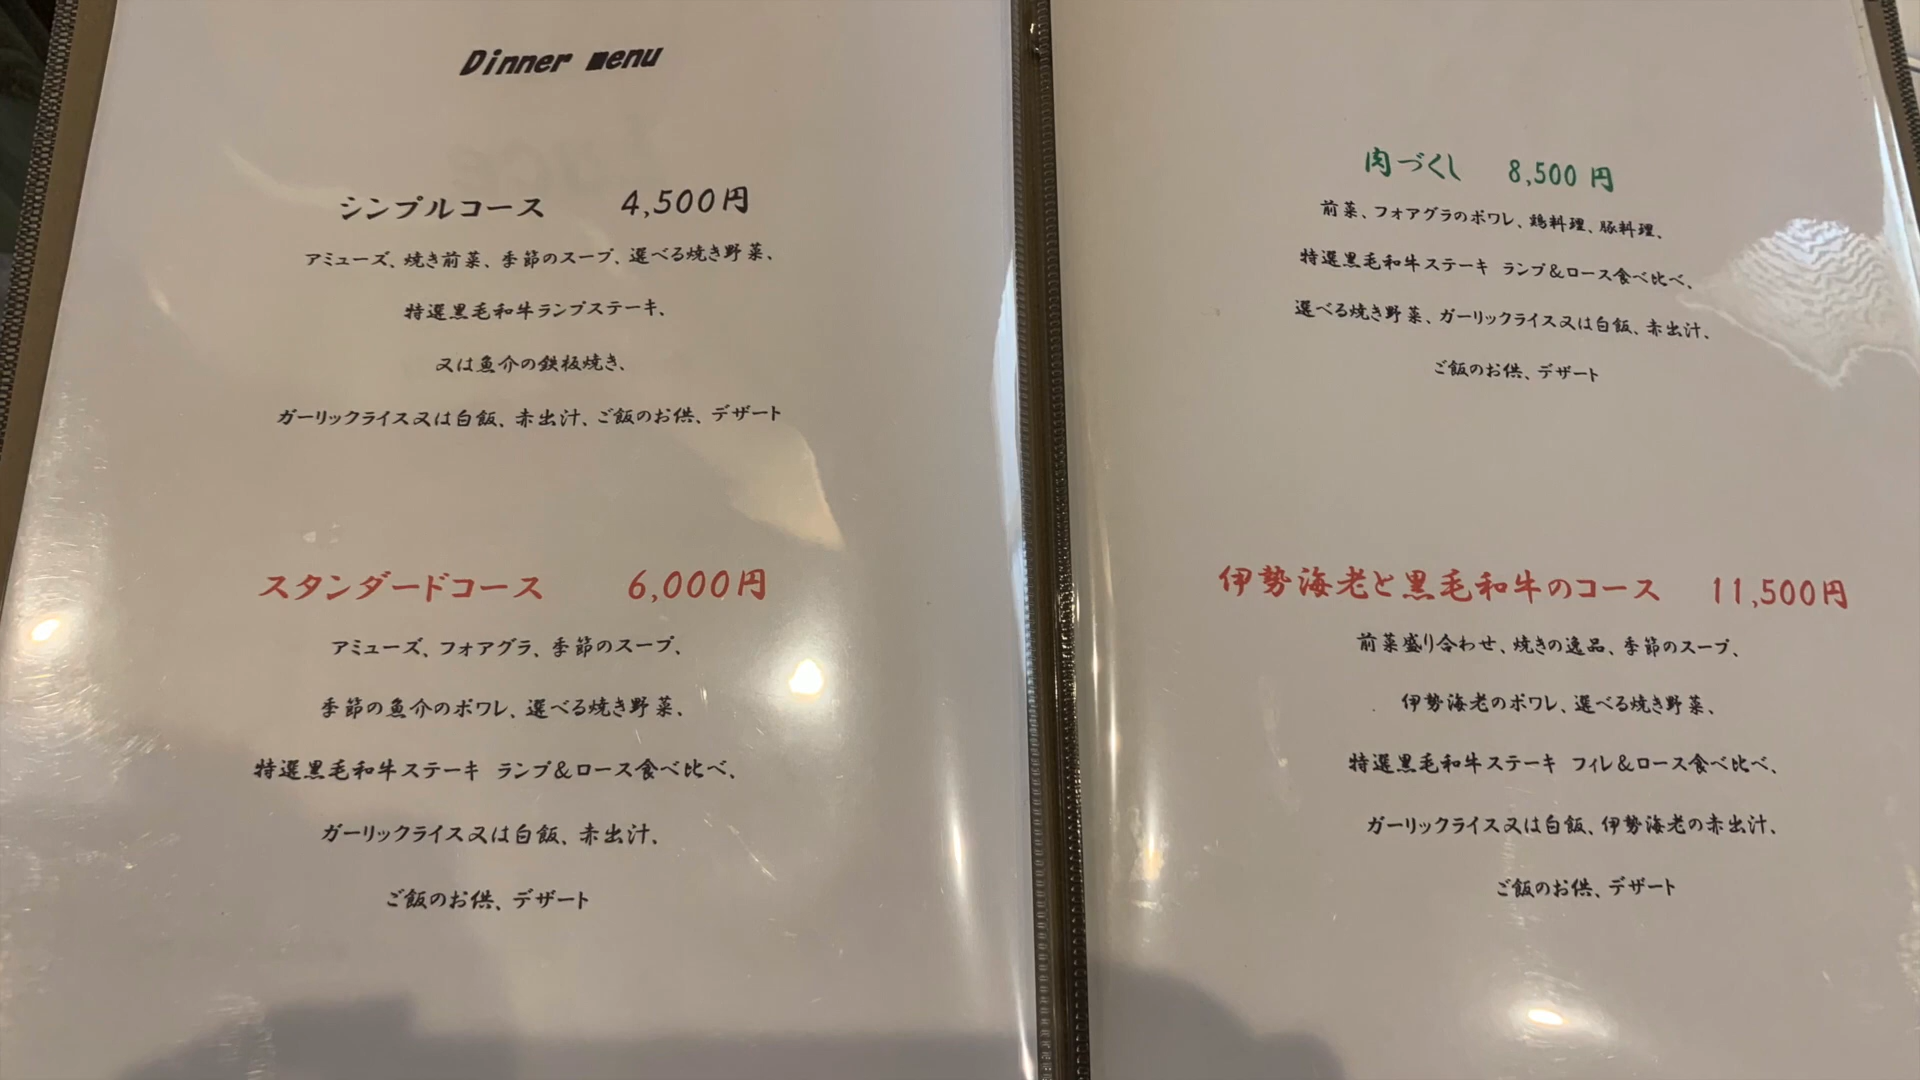 Dinner menu
シンプルコース　4,500円
アミューズ、焼き前菜、季節のスープ、選べる焼き野菜、
特選黒毛和牛ランプステーキ、
又は魚介の鉄板焼き、
ガーリックライス又は白飯、赤出汁、ご飯のお供、デザート
スタンダードコース　6,000円
アミューズ、フォアグラ、季節のスープ、
季節の魚介のポワレ、選べる焼き野菜、
特選黒毛和牛ステーキ ランプ&ロース食べ比べ、
ガーリックライス又は白飯、赤出汁、
ご飯のお供、デザート
肉づくし　8,500円
前菜、フォアグラのポワレ、鶏料理、豚料理、
特選黒毛和牛ステーキ ランプ&ロース食べ比べ、
選べる焼き野菜、ガーリックライス又は白飯、赤出汁、
ご飯のお供、デザート
伊勢海老と黒毛和牛のコース　11,500円
前菜盛り合わせ、焼きの逸品、季節のスープ、
伊勢海老のポワレ、選べる焼き野菜、
特選黒毛和牛ステーキ フィレ&ロース食べ比べ、
ガーリックライス又は白飯、伊勢海老の赤出汁、
ご飯のお供、デザート